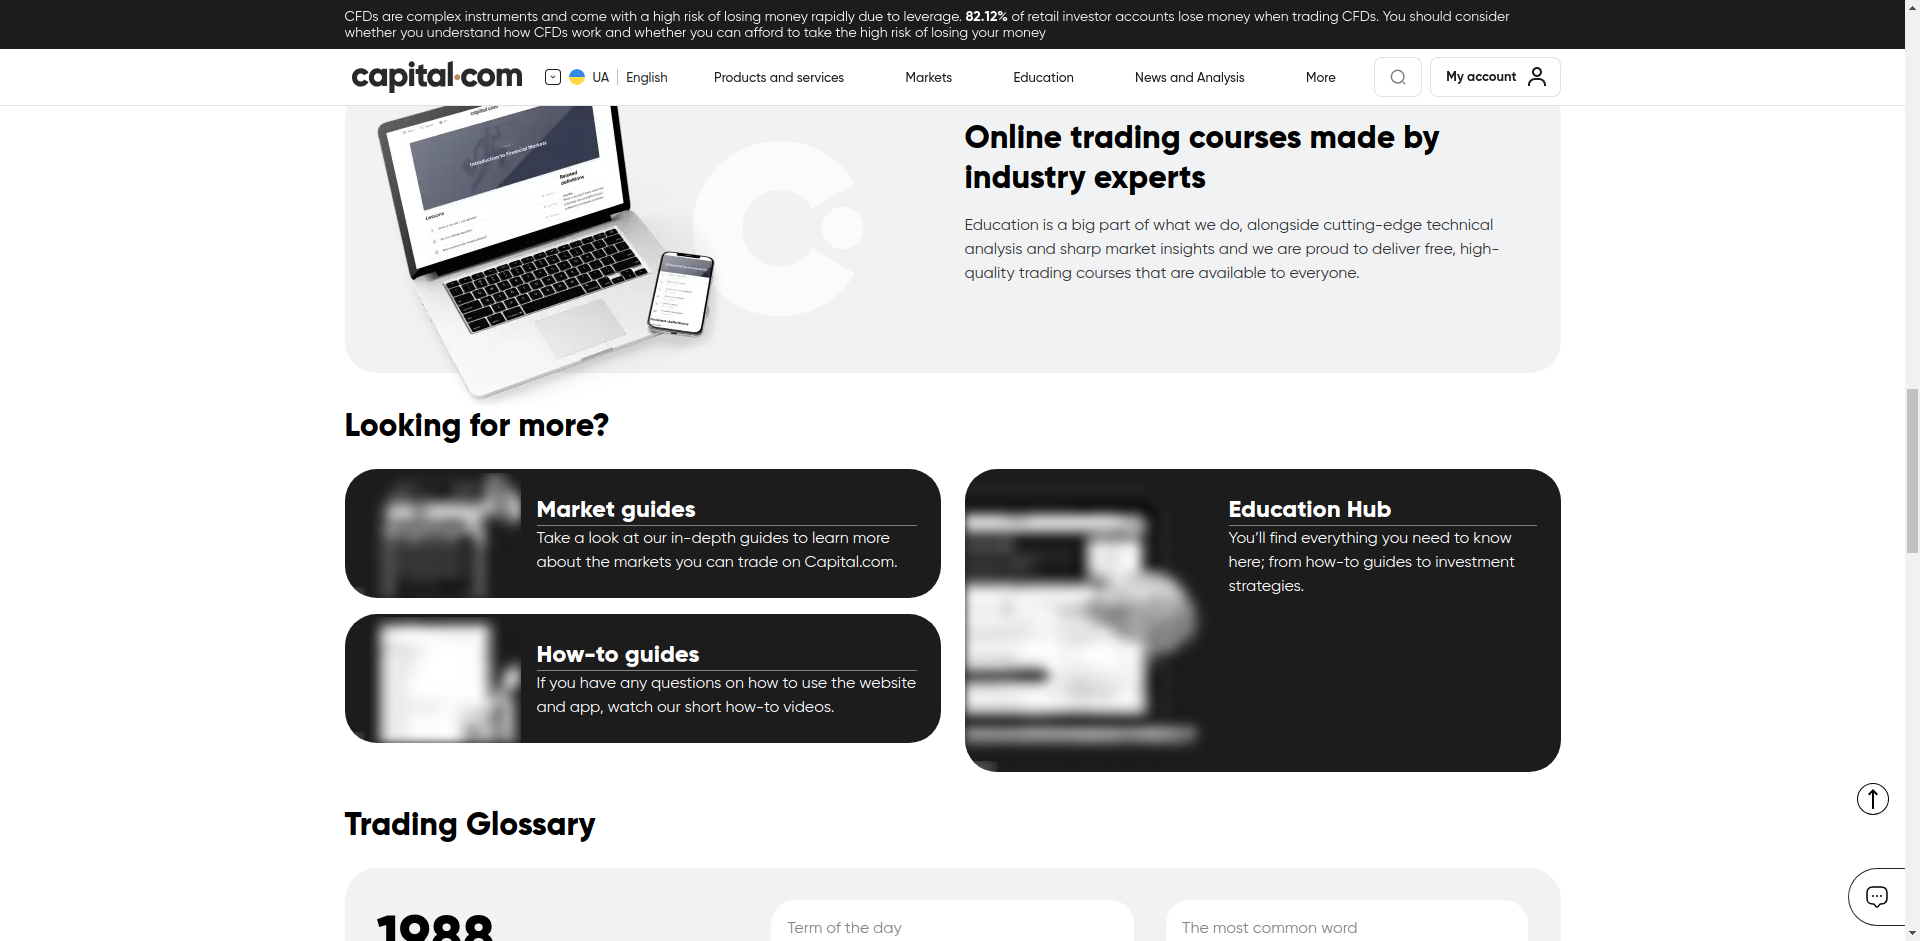 CFDs are complex instruments and come with a high risk of losing money rapidly due to leverage. 82.12% of retail investor accounts lose money when trading CFDs. You should consider
whether you understand how CFDs work and whether you can afford to take the high risk of losing your money
capital.com
UA
English
Products and services
Markets
Education
News and Analysis
More
My account
capital.com
Introduction to Financial Markets
Related
definitions
Lessons
Online trading courses made by
industry experts
Education is a big part of what we do, alongside cutting-edge technical
analysis and sharp market insights and we are proud to deliver free, high-
quality trading courses that are available to everyone.
Looking for more?
Market guides
Take a look at our in-depth guides to learn more
about the markets you can trade on Capital.com.
How-to guides
If you have any questions on how to use the website
and app, watch our short how-to videos.
Education Hub
You’ll find everything you need to know
here; from how-to guides to investment
strategies.
Trading Glossary
1988
Term of the day
The most common word